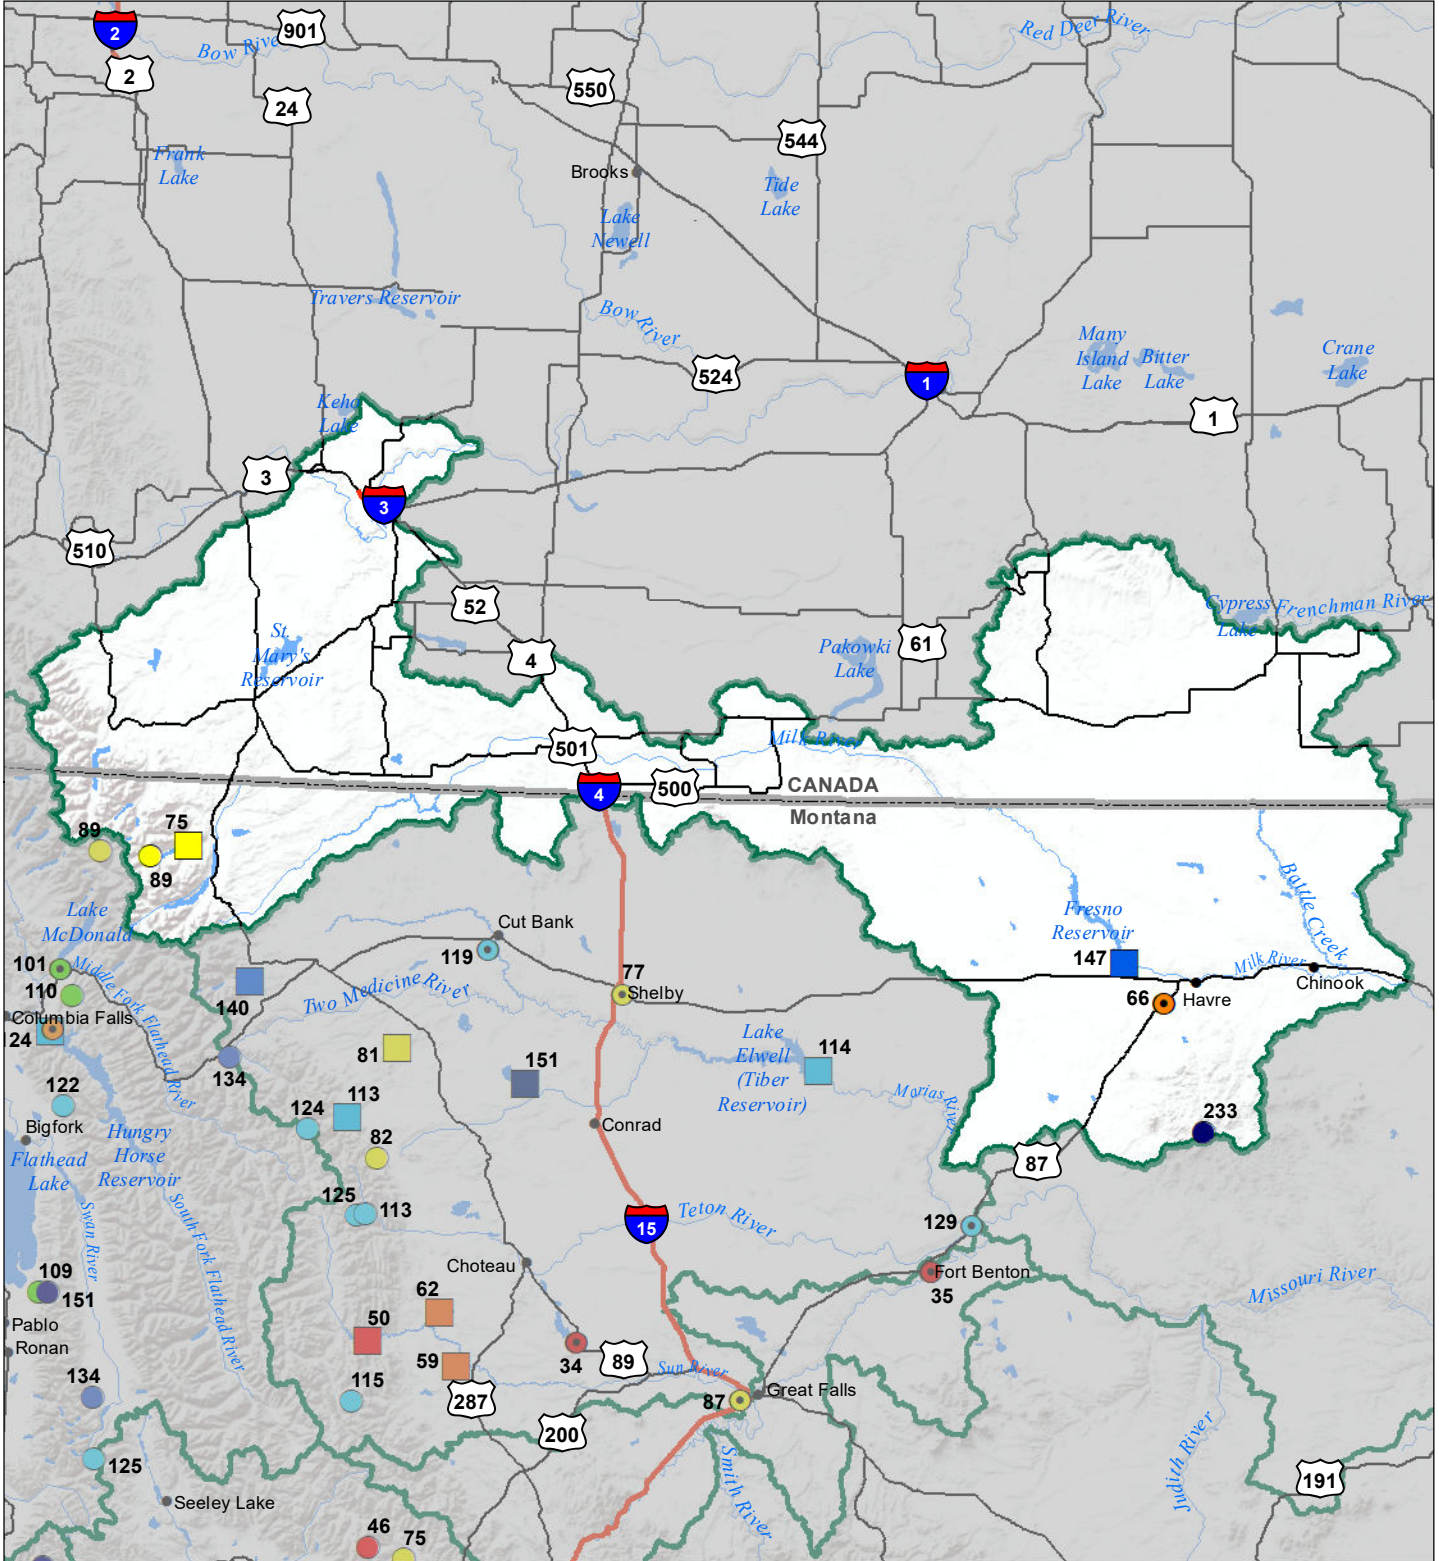 2
901
Bow River
Red Deer River
2
24
550
544
Frank
Lake
Brooks
Tide
Lake
Lake
Newell
Travers Reservoir
Bow River
Many
Island
Lake
Bitter
Lake
Crane
Lake
524
1
1
Keho
Lake
3
3
510
52
Cypress
Lake
Frenchman River
St.
Mary's
Reservoir
4
Pakowki
Lake
61
501
Milk River
CANADA
Montana
4
500
89
75
89
Lake
McDonald
Fresno
Reservoir
Battle Creek
Cut Bank
119
147
Milk River
Chinook
101
110
Middle Fork Flathead River
140
Two Medicine River
77
Shelby
66
Havre
Columbia Falls
124
81
Lake
Elwell
(Tiber
Reservoir)
114
134
151
Marias River
122
113
124
Conrad
233
Bigfork
Hungry
Horse
Reservoir
82
87
Flathead
Lake
125
113
Swan River
South Fork Flathead River
15
Teton River
129
Choteau
Fort Benton
35
Missouri River
109
151
62
50
Pablo
Ronan
34
89
59
Sun River
134
115
287
87
Great Falls
200
125
Smith River
Judith River
191
Seeley Lake
46
75